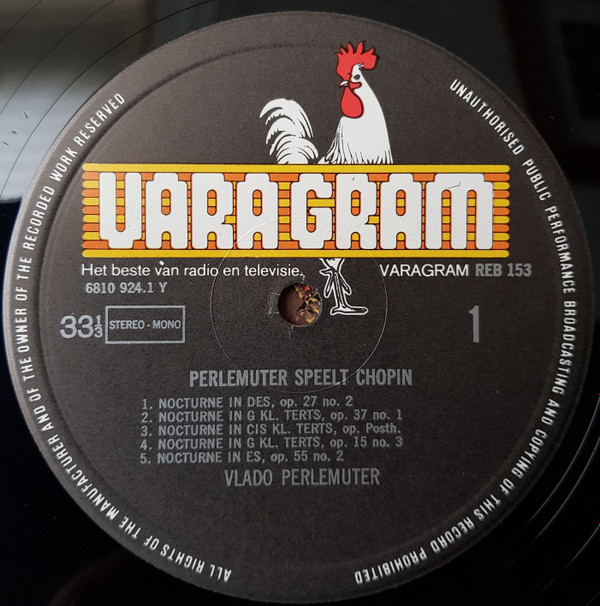 ALL RIGHTS OF THE MANUFACTURER AND OF THE OWNER OF THE RECORDED WORK RESERVED
UNAUTHORISED PUBLIC PERFORMANCE BROADCASTING AND COPYING OF THIS RECORD PROHIBITED
VARAGRAM
Het beste van radio en televisie.
VARAGRAM REB 153
6810 924.1 Y
33⅓ STEREO - MONO
1
PERLEMUTER SPEELT CHOPIN
1. NOCTURNE IN DES, op. 27 no. 2
2. NOCTURNE IN G KL. TERTS, op. 37 no. 1
3. NOCTURNE IN CIS KL. TERTS, op. Posth.
4. NOCTURNE IN G KL. TERTS, op. 15 no. 3
5. NOCTURNE IN ES, op. 55 no. 2
VLADO PERLEMUTER